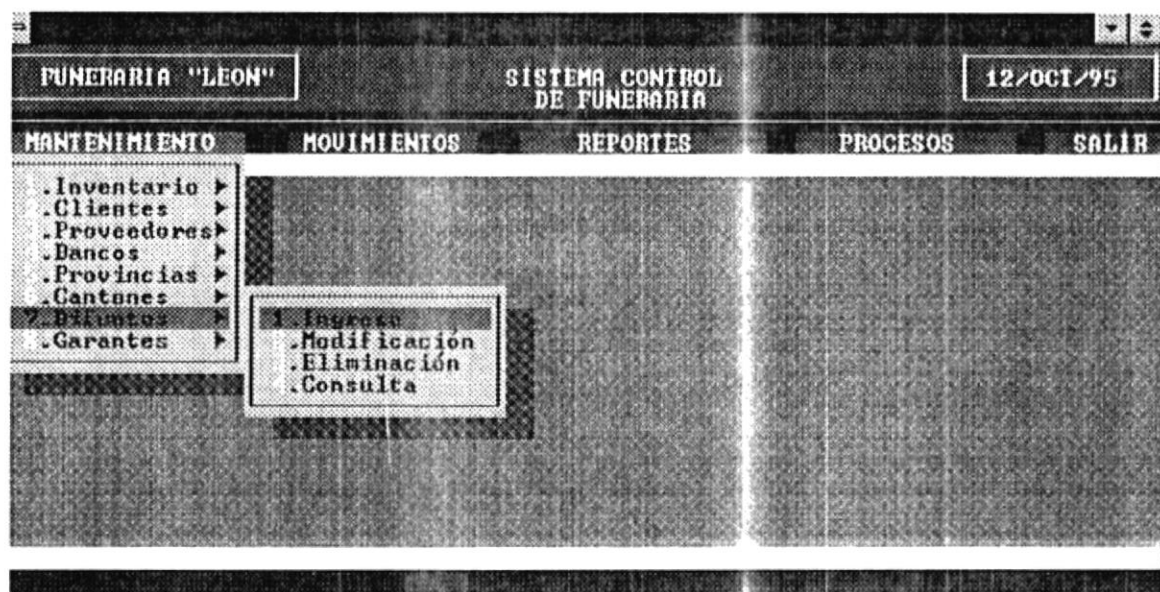 FUNERARIA "LEON"
SISTEMA CONTROL
DE FUNERARIA
12/OCT/95
MANTENIMIENTO MOVIMIENTOS REPORTES PROCESOS SALIR
.Inventario
.Clientes
.Proveedores
.Bancos
.Provincias
.Cantones
7.Difuntos
.Garantes
1.Ingreso
.Modificación
.Eliminación
.Consulta